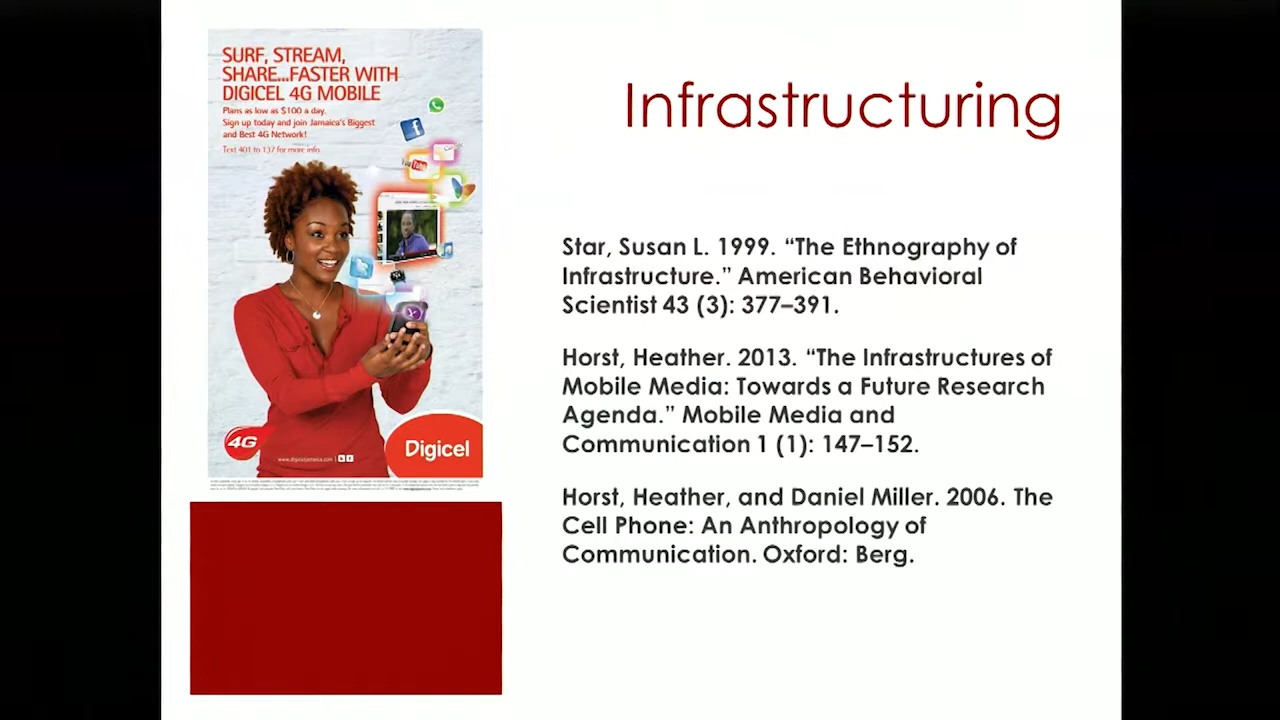 SURF, STREAM,
SHARE...FASTER WITH
DIGICEL 4G MOBILE
Plans as low as $100 a day.
Sign up today and join Jamaica's Biggest
and Best 4G Network!
Text 401 to 137 for more info
4G
Digicel
www.digiceljamaica.com
Infrastructuring
Star, Susan L. 1999. “The Ethnography of
Infrastructure.” American Behavioral
Scientist 43 (3): 377–391.
Horst, Heather. 2013. “The Infrastructures of
Mobile Media: Towards a Future Research
Agenda.” Mobile Media and
Communication 1 (1): 147–152.
Horst, Heather, and Daniel Miller. 2006. The
Cell Phone: An Anthropology of
Communication. Oxford: Berg.